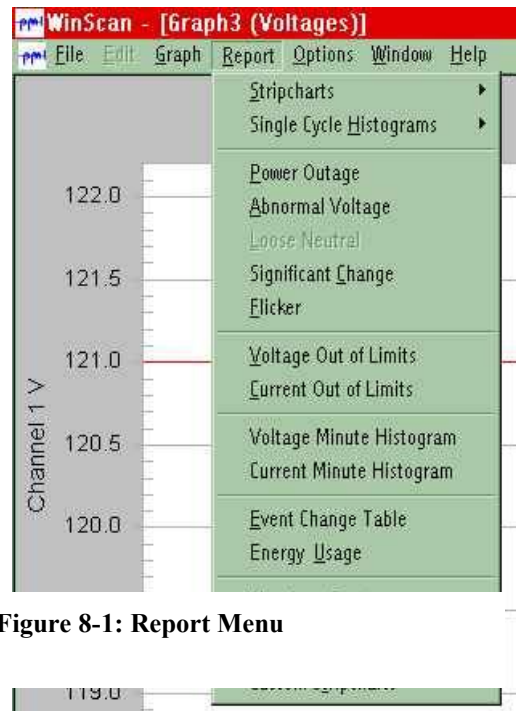 WinScan - [Graph3 (Voltages)]
File Edit Graph Report Options Window Help
Stripcharts
Single Cycle Histograms
Power Outage
Abnormal Voltage
Loose Neutral
Significant Change
Flicker
Voltage Out of Limits
Current Out of Limits
Voltage Minute Histogram
Current Minute Histogram
Event Change Table
Energy Usage
122.0
121.5
121.0
120.5
120.0
119.0
Channel 1 V
Figure 8-1: Report Menu